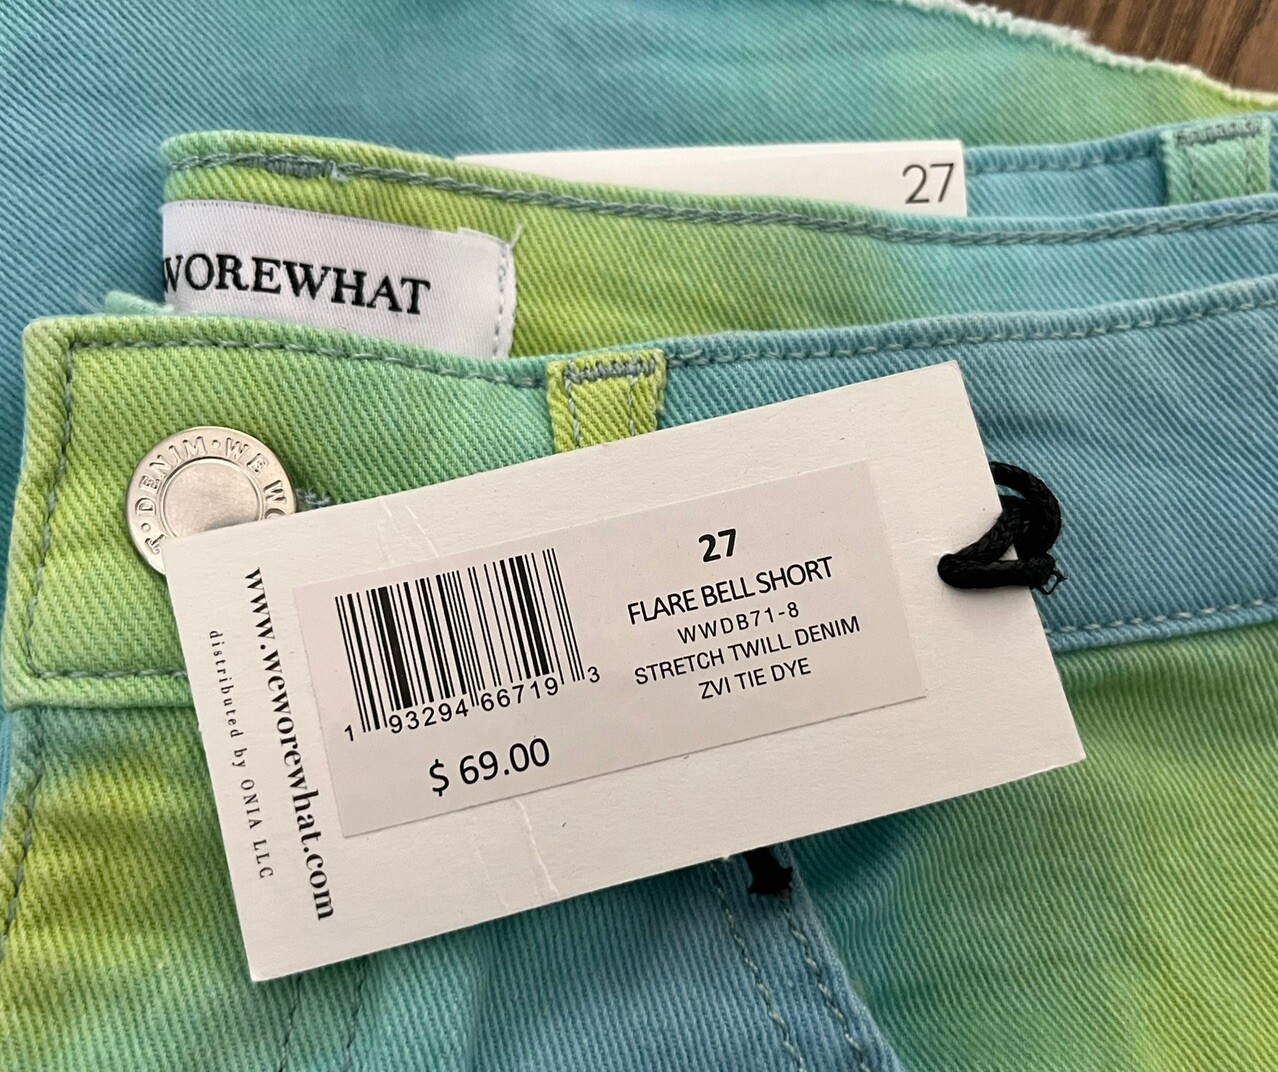 27
WOREWHAT
DENIM·WE WO
T·
27
FLARE BELL SHORT
WWDB71-8
STRETCH TWILL DENIM
ZVI TIE DYE
1 93294 66719 3
$ 69.00
www.weworewhat.com
distributed by ONIA LLC